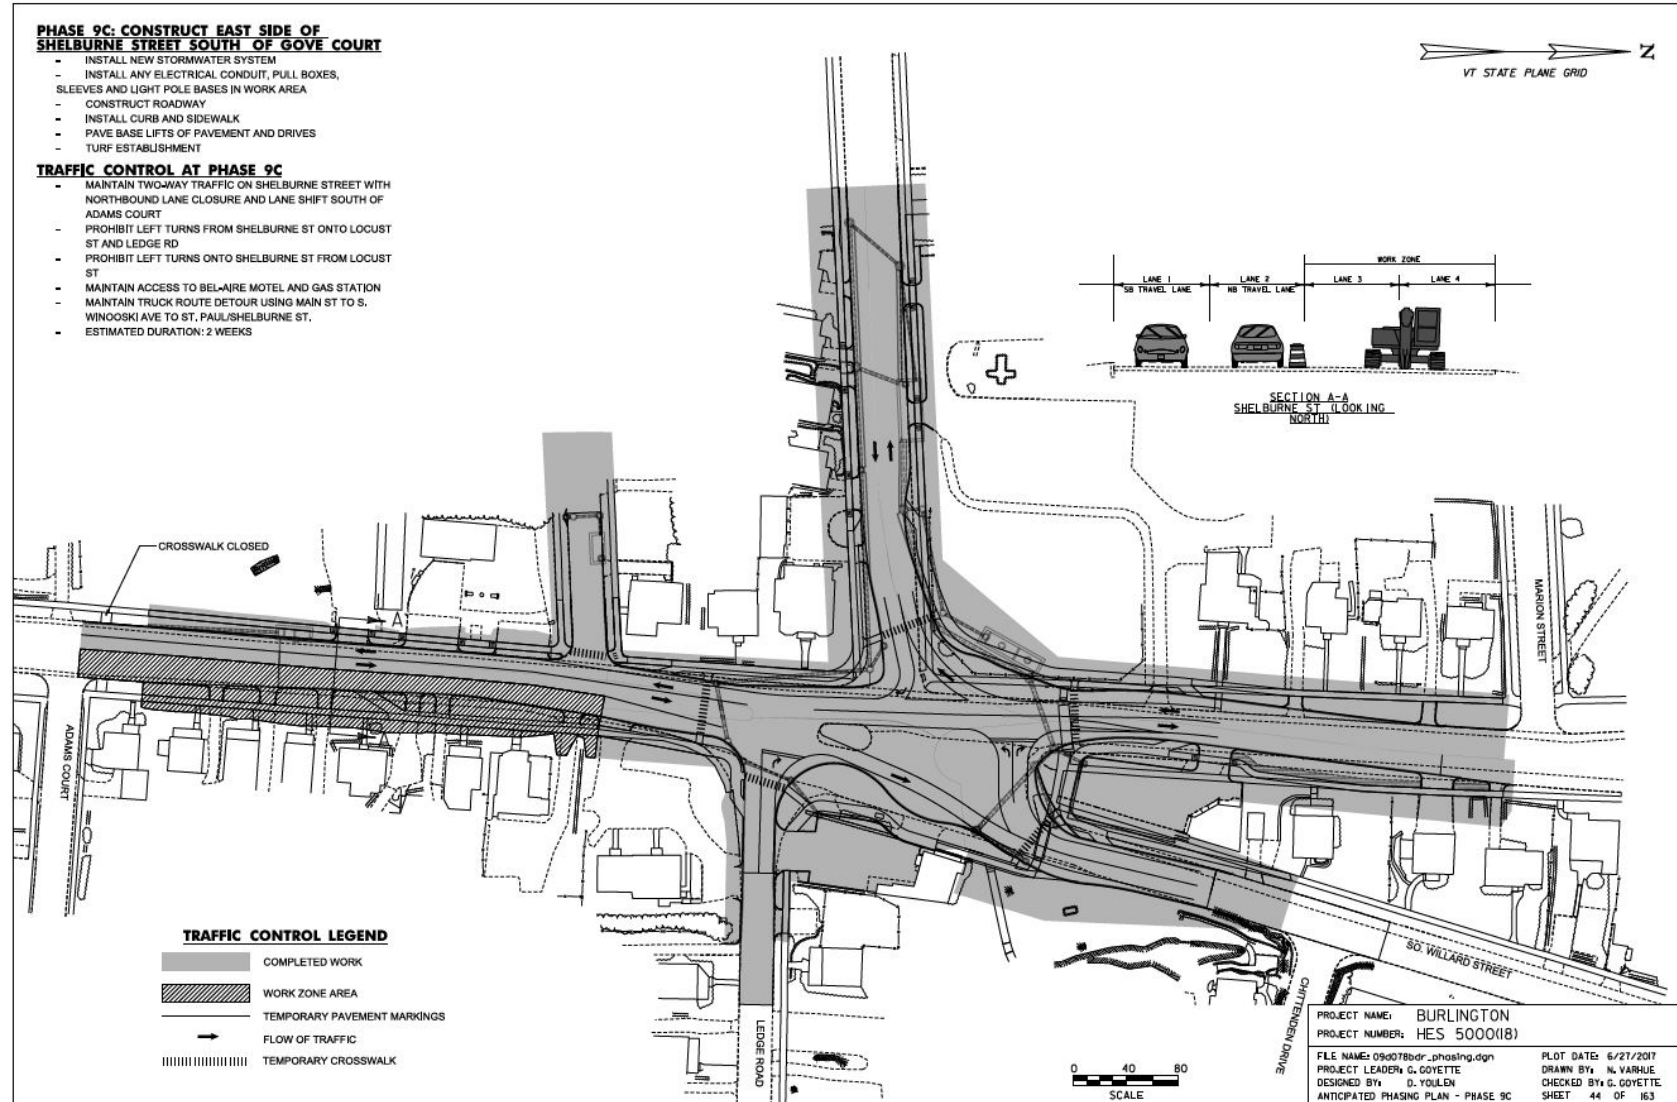 PHASE 9C: CONSTRUCT EAST SIDE OF
SHELBURNE STREET SOUTH OF GOVE COURT
- INSTALL NEW STORMWATER SYSTEM
- INSTALL ANY ELECTRICAL CONDUIT, PULL BOXES,
SLEEVES AND LIGHT POLE BASES IN WORK AREA
- CONSTRUCT ROADWAY
- INSTALL CURB AND SIDEWALK
- PAVE BASE LIFTS OF PAVEMENT AND DRIVES
- TURF ESTABLISHMENT
TRAFFIC CONTROL AT PHASE 9C
- MAINTAIN TWO-WAY TRAFFIC ON SHELBURNE STREET WITH
NORTHBOUND LANE CLOSURE AND LANE SHIFT SOUTH OF
ADAMS COURT
- PROHIBIT LEFT TURNS FROM SHELBURNE ST ONTO LOCUST
ST AND LEDGE RD
- PROHIBIT LEFT TURNS ONTO SHELBURNE ST FROM LOCUST
ST
- MAINTAIN ACCESS TO BEL-AIRE MOTEL AND GAS STATION
- MAINTAIN TRUCK ROUTE DETOUR USING MAIN ST TO S.
WINOOSKI AVE TO ST. PAUL/SHELBURNE ST.
- ESTIMATED DURATION: 2 WEEKS
N
VT STATE PLANE GRID
WORK ZONE
LANE 1 LANE 2 LANE 3 LANE 4
SB TRAVEL LANE NB TRAVEL LANE
SECTION A-A
SHELBURNE ST (LOOKING
NORTH)
CROSSWALK CLOSED
A
A
MARION STREET
ADAMS COURT
LEDGE ROAD
SO. WILLARD STREET
CHITTENDEN DRIVE
TRAFFIC CONTROL LEGEND
COMPLETED WORK
WORK ZONE AREA
TEMPORARY PAVEMENT MARKINGS
FLOW OF TRAFFIC
TEMPORARY CROSSWALK
0 40 80
SCALE
PROJECT NAME: BURLINGTON
PROJECT NUMBER: HES 5000(18)
FILE NAME: 09d078bdr_phasing.dgn PLOT DATE: 6/27/2017
PROJECT LEADER: G. GOYETTE DRAWN BY: N. VARHUE
DESIGNED BY: D. YOULEN CHECKED BY: G. GOYETTE
ANTICIPATED PHASING PLAN - PHASE 9C SHEET 44 OF 163